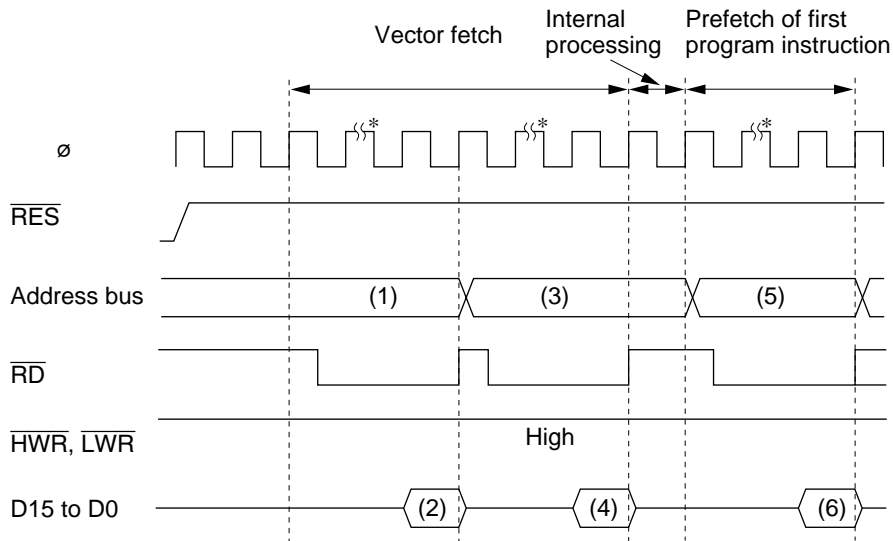 Vector fetch
Internal
processing
Prefetch of first
program instruction
ø
*
*
*
RES
Address bus
(1)
(3)
(5)
RD
HWR, LWR
High
D15 to D0
(2)
(4)
(6)